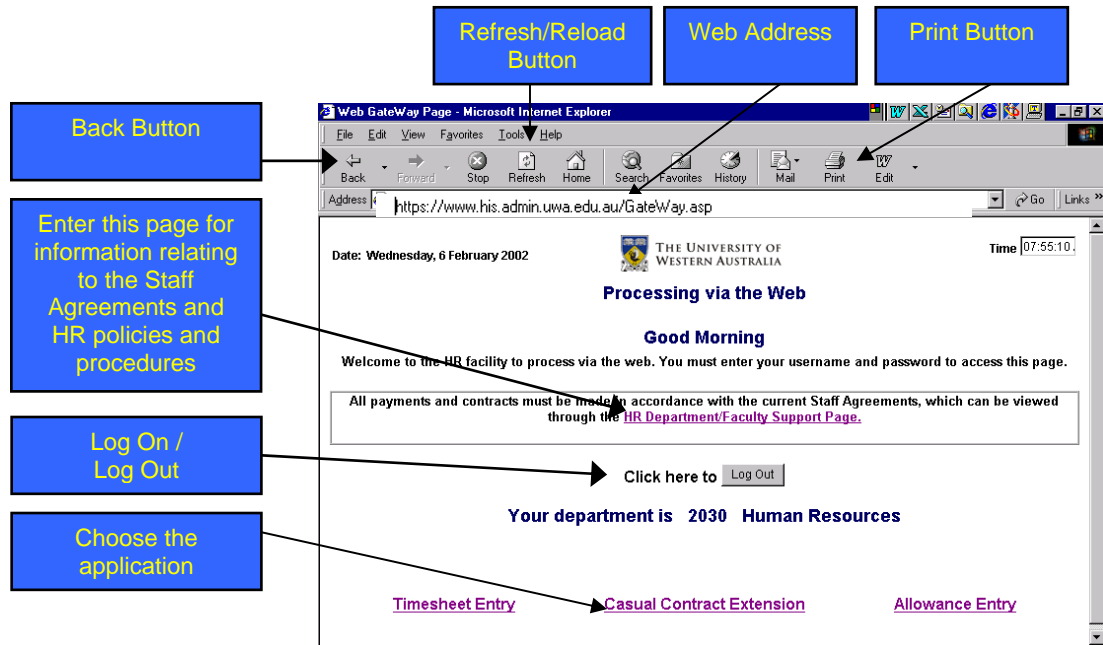 Refresh/Reload
Button
Web Address
Print Button
Back Button
Enter this page for
information relating
to the Staff
Agreements and
HR policies and
procedures
Log On /
Log Out
Choose the
application
Web GateWay Page - Microsoft Internet Explorer
File Edit View Favorites Tools Help
Back Forward Stop Refresh Home Search Favorites History Mail Print Edit
Address https://www.his.admin.uwa.edu.au/GateWay.asp Go Links »
Date: Wednesday, 6 February 2002
THE UNIVERSITY OF
WESTERN AUSTRALIA
Time 07:55:10
Processing via the Web
Good Morning
Welcome to the HR facility to process via the web. You must enter your username and password to access this page.
All payments and contracts must be made in accordance with the current Staff Agreements, which can be viewed
through the HR Department/Faculty Support Page.
Click here to Log Out
Your department is 2030 Human Resources
Timesheet Entry Casual Contract Extension Allowance Entry